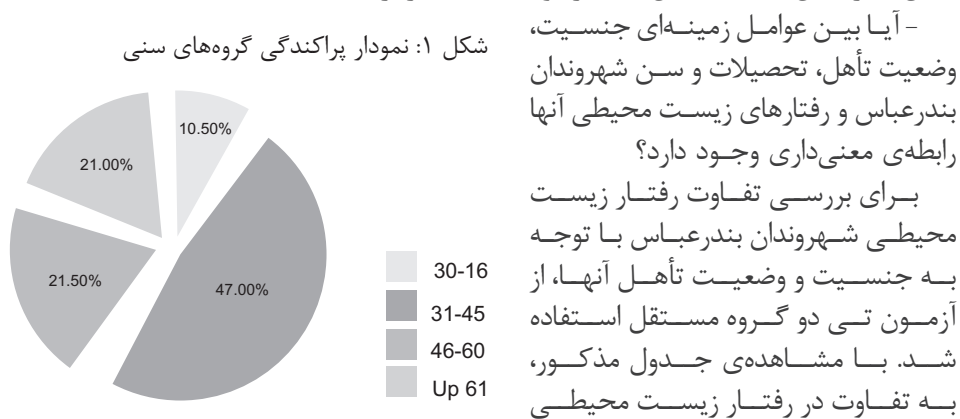 - آیا بین عوامل زمینه‌ای جنسیت،
وضعیت تأهل، تحصیلات و سن شهروندان
بندرعباس و رفتارهای زیست محیطی آنها
رابطه‌ی معنی‌داری وجود دارد؟
برای بررسی تفاوت رفتار زیست
محیطی شهروندان بندرعباس با توجه
به جنسیت و وضعیت تأهل آنها، از
آزمون تی دو گروه مستقل استفاده
شد. با مشاهده‌ی جدول مذکور،
به تفاوت در رفتار زیست محیطی
شکل ۱: نمودار پراکندگی گروه‌های سنی
10.50%
21.00%
21.50%
47.00%
30-16
31-45
46-60
Up 61